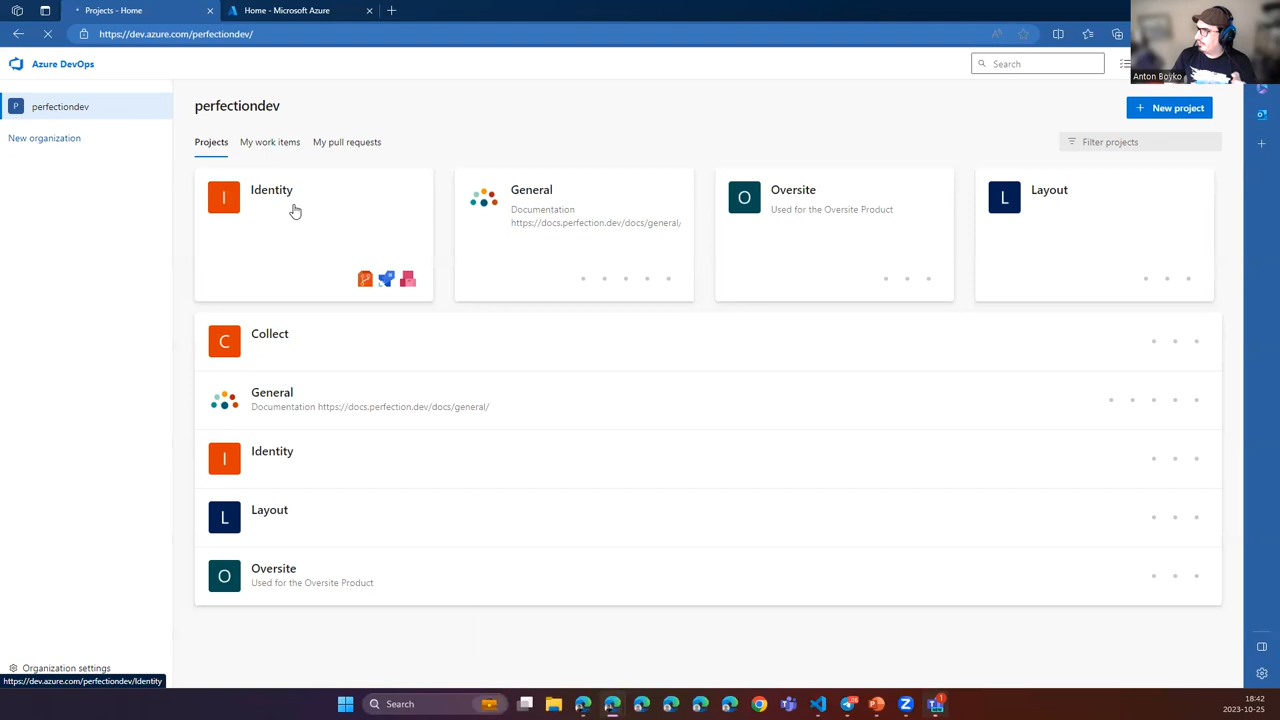 Projects - Home
Home - Microsoft Azure
https://dev.azure.com/perfectiondev/
Anton Boyko
Azure DevOps
Search
P
perfectiondev
New organization
perfectiondev
New project
Projects
My work items
My pull requests
Filter projects
I
Identity
General
Documentation
https://docs.perfection.dev/docs/general/
O
Oversite
Used for the Oversite Product
L
Layout
C
Collect
General
Documentation https://docs.perfection.dev/docs/general/
I
Identity
L
Layout
O
Oversite
Used for the Oversite Product
Organization settings
https://dev.azure.com/perfectiondev/Identity
Search
18:42
2023-10-25